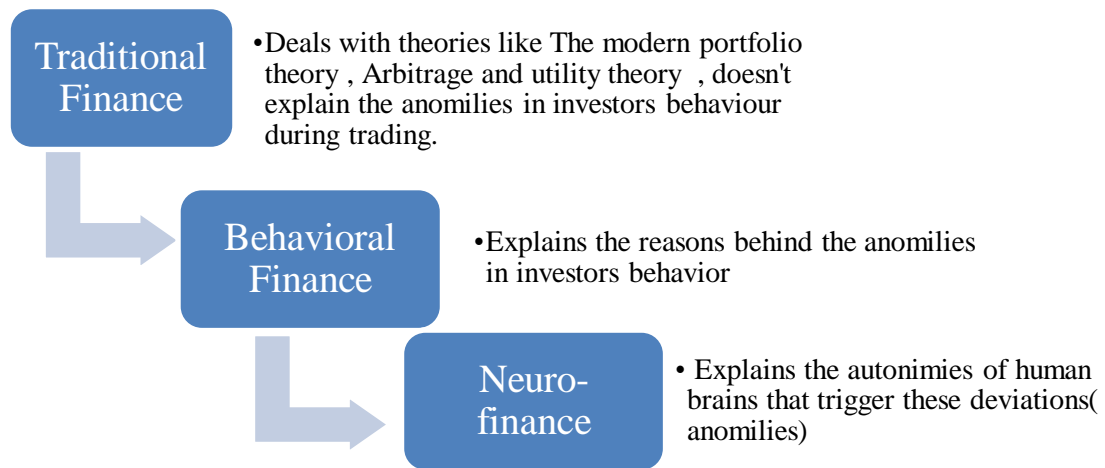 Traditional
Finance
•Deals with theories like The modern portfolio
theory , Arbitrage and utility theory , doesn't
explain the anomilies in investors behaviour
during trading.
Behavioral
Finance
•Explains the reasons behind the anomilies
in investors behavior
Neuro-
finance
• Explains the autonimies of human
brains that trigger these deviations(
anomilies)